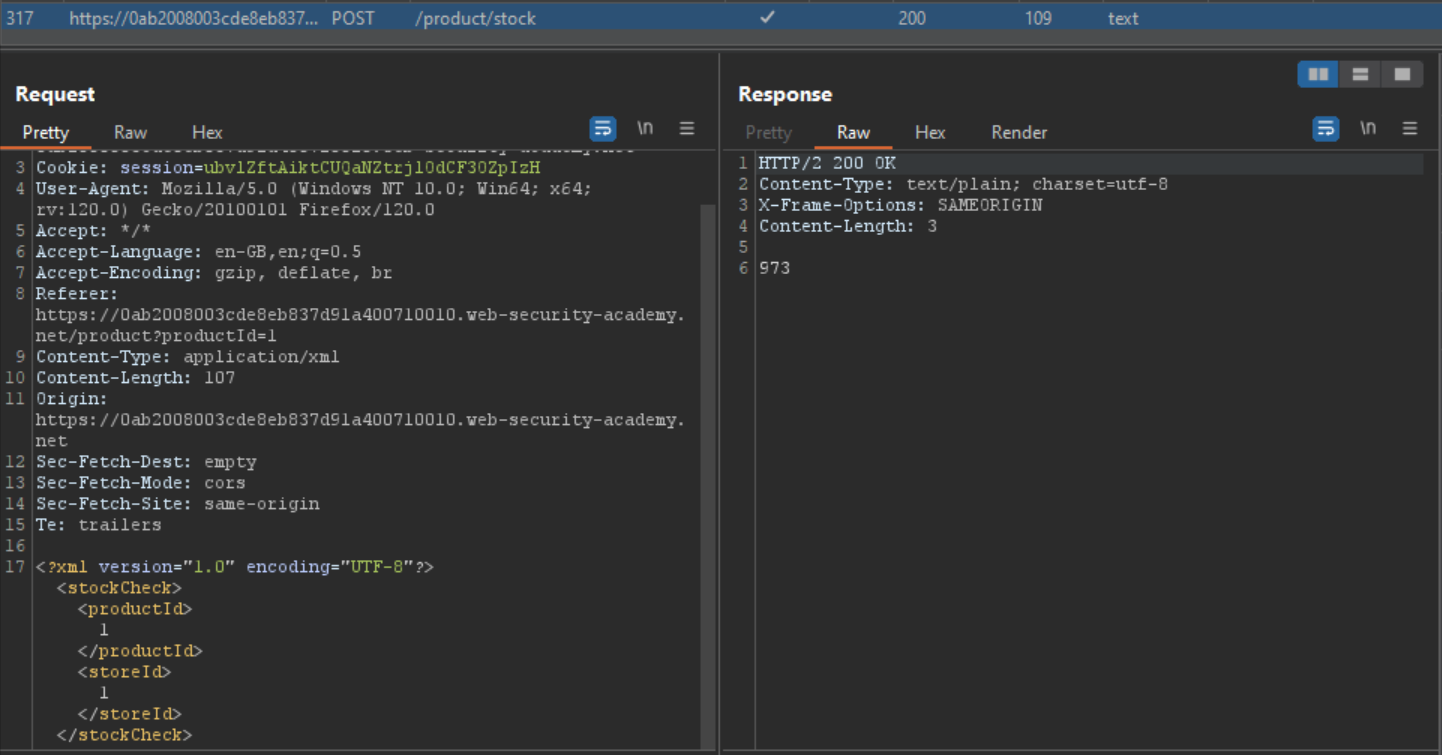 317 https://0ab2008003cde8eb837... POST /product/stock ✓ 200 109 text
Request
Pretty Raw Hex \n
3 Cookie: session=ubvlZftAiktCUQaNZtrjl0dCF30ZpIzH
4 User-Agent: Mozilla/5.0 (Windows NT 10.0; Win64; x64;
rv:120.0) Gecko/20100101 Firefox/120.0
5 Accept: */*
6 Accept-Language: en-GB,en;q=0.5
7 Accept-Encoding: gzip, deflate, br
8 Referer:
https://0ab2008003cde8eb837d91a400710010.web-security-academy.
net/product?productId=1
9 Content-Type: application/xml
10 Content-Length: 107
11 Origin:
https://0ab2008003cde8eb837d91a400710010.web-security-academy.
net
12 Sec-Fetch-Dest: empty
13 Sec-Fetch-Mode: cors
14 Sec-Fetch-Site: same-origin
15 Te: trailers
16
17 <?xml version="1.0" encoding="UTF-8"?>
<stockCheck>
<productId>
1
</productId>
<storeId>
1
</storeId>
</stockCheck>
Response
Pretty Raw Hex Render \n
1 HTTP/2 200 OK
2 Content-Type: text/plain; charset=utf-8
3 X-Frame-Options: SAMEORIGIN
4 Content-Length: 3
5
6 973